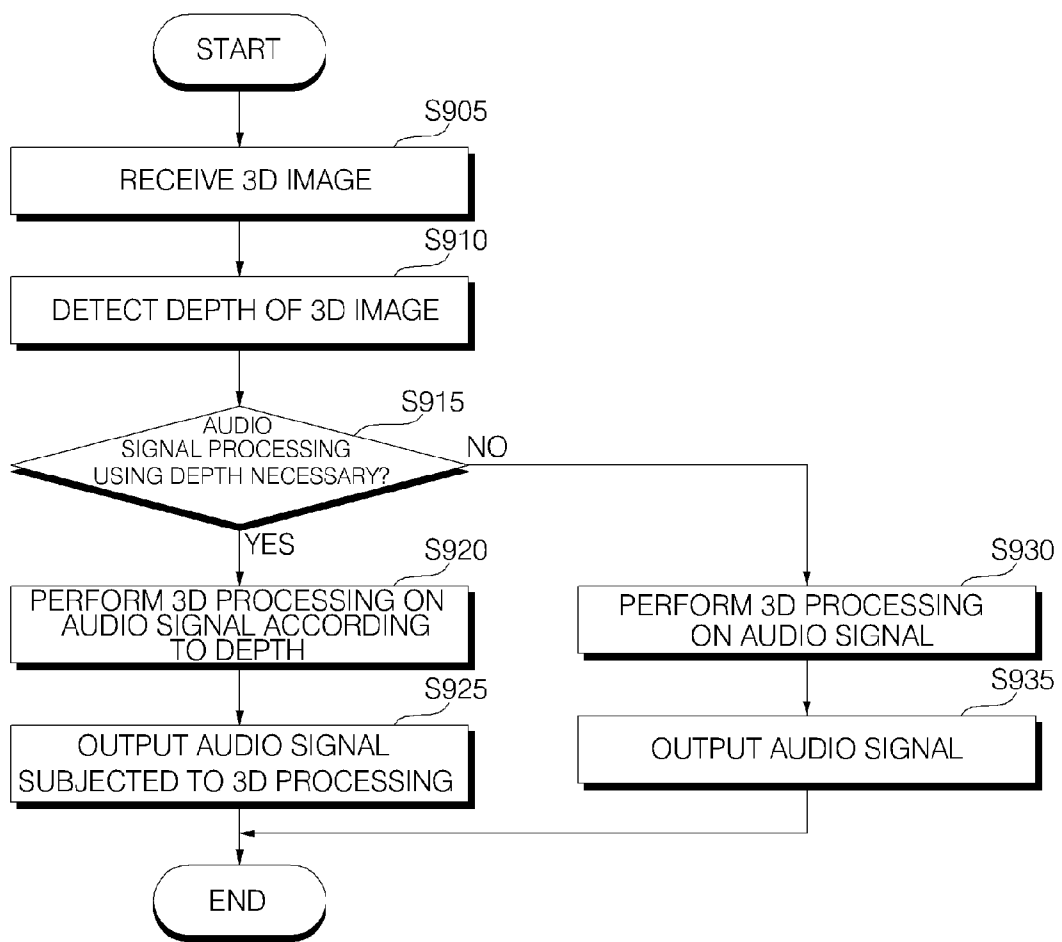 START
S905
RECEIVE 3D IMAGE
S910
DETECT DEPTH OF 3D IMAGE
S915
AUDIO
SIGNAL PROCESSING
USING DEPTH NECESSARY?
NO
YES
S920
PERFORM 3D PROCESSING ON
AUDIO SIGNAL ACCORDING
TO DEPTH
S930
PERFORM 3D PROCESSING
ON AUDIO SIGNAL
S925
OUTPUT AUDIO SIGNAL
SUBJECTED TO 3D PROCESSING
S935
OUTPUT AUDIO SIGNAL
END